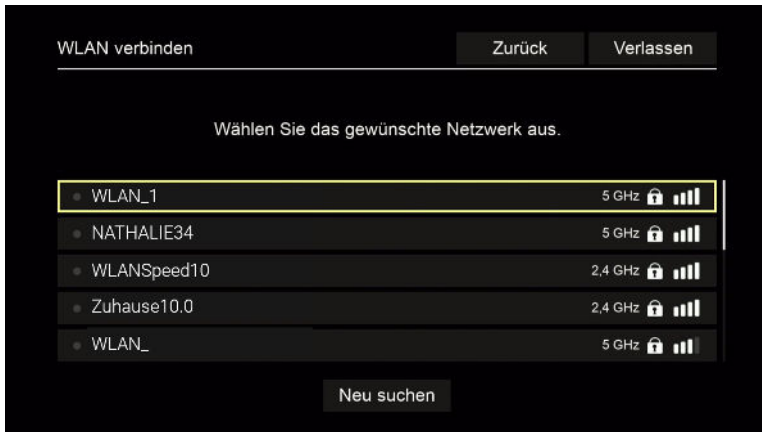 WLAN verbinden Zurück Verlassen
Wählen Sie das gewünschte Netzwerk aus.
WLAN_1 5 GHz
NATHALIE34 5 GHz
WLANSpeed10 2,4 GHz
Zuhause10.0 2,4 GHz
WLAN_ 5 GHz
Neu suchen